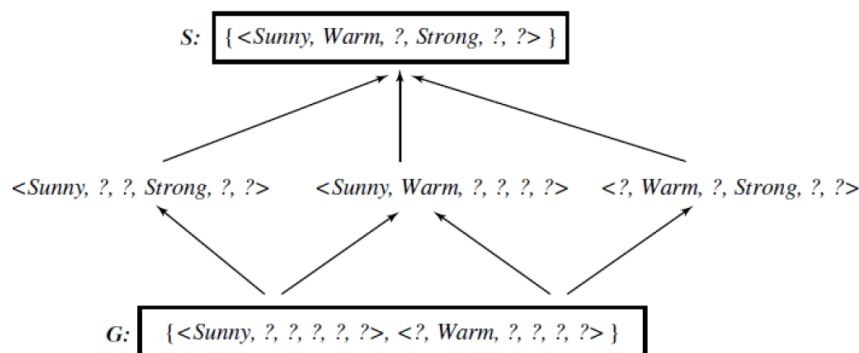 S: { <Sunny, Warm, ?, Strong, ?, ?> }
<Sunny, ?, ?, Strong, ?, ?> <Sunny, Warm, ?, ?, ?, ?> <?, Warm, ?, Strong, ?, ?>
G: {<Sunny, ?, ?, ?, ?, ?>, <?, Warm, ?, ?, ?, ?> }